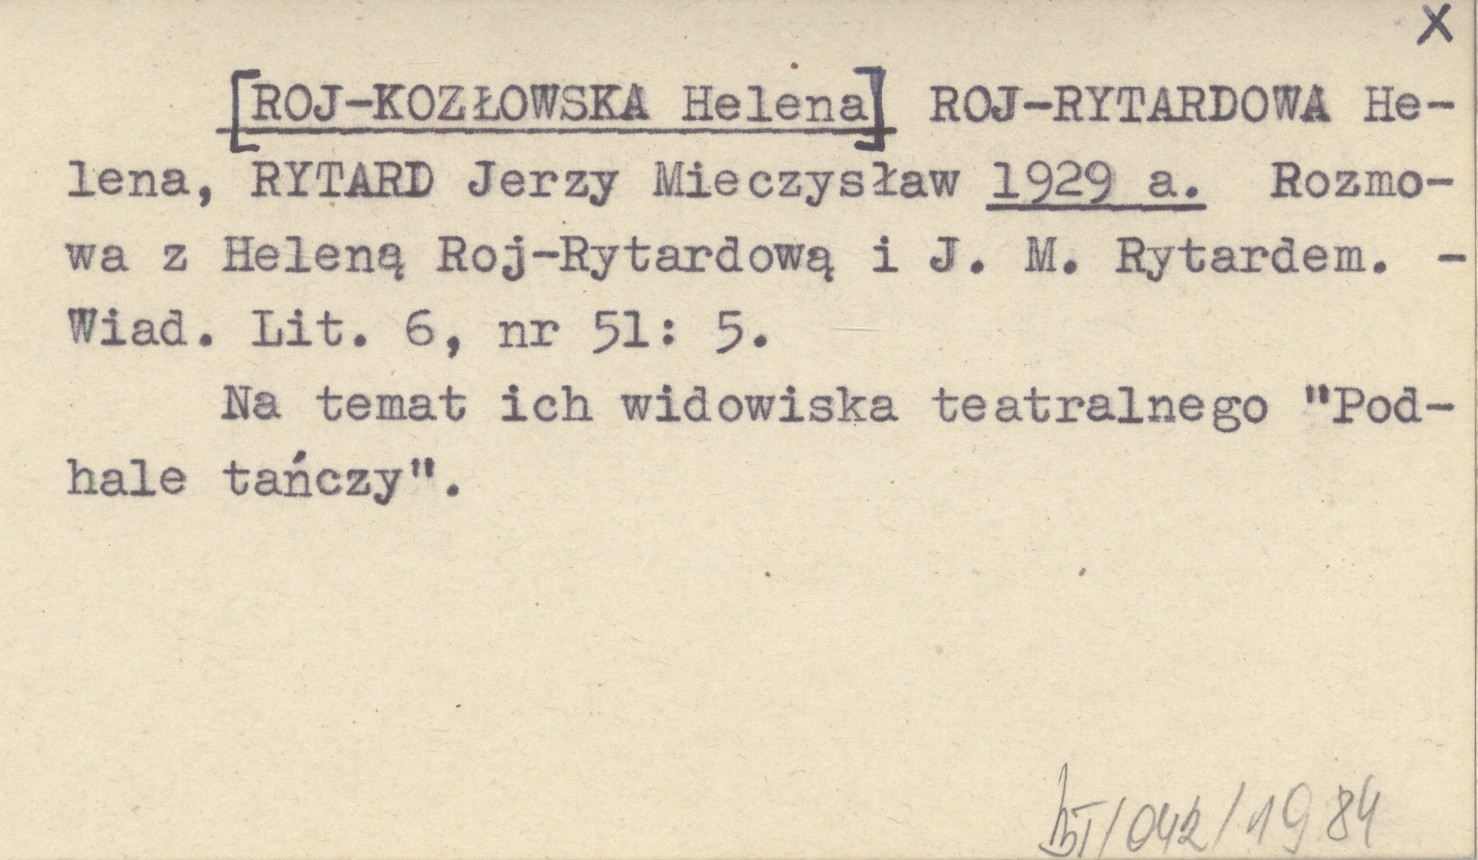 x
[ROJ-KOZŁOWSKA Helena] ROJ-RYTARDOWA He-
lena, RYTARD Jerzy Mieczysław 1929 a. Rozmo-
wa z Heleną Roj-Rytardową i J. M. Rytardem. -
Wiad. Lit. 6, nr 51: 5.
Na temat ich widowiska teatralnego "Pod-
hale tańczy".
/042/1984